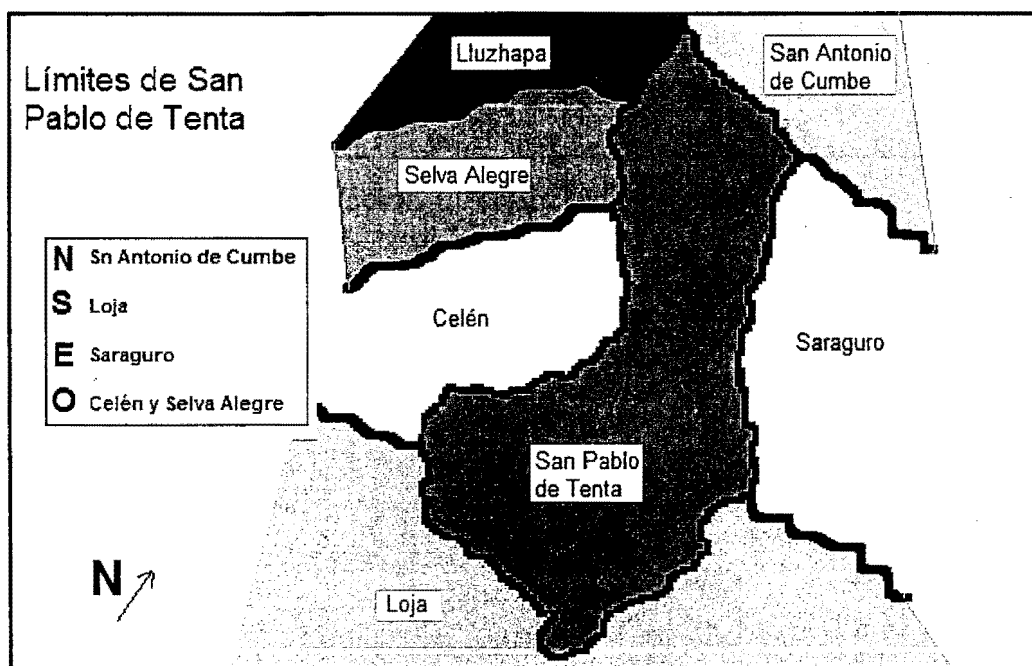 Límites de San
Pablo de Tenta
Lluzhapa
San Antonio
de Cumbe
Selva Alegre
N Sn Antonio de Cumbe
S Loja
E Saraguro
O Celén y Selva Alegre
Celén
Saraguro
San Pablo
de Tenta
N
Loja